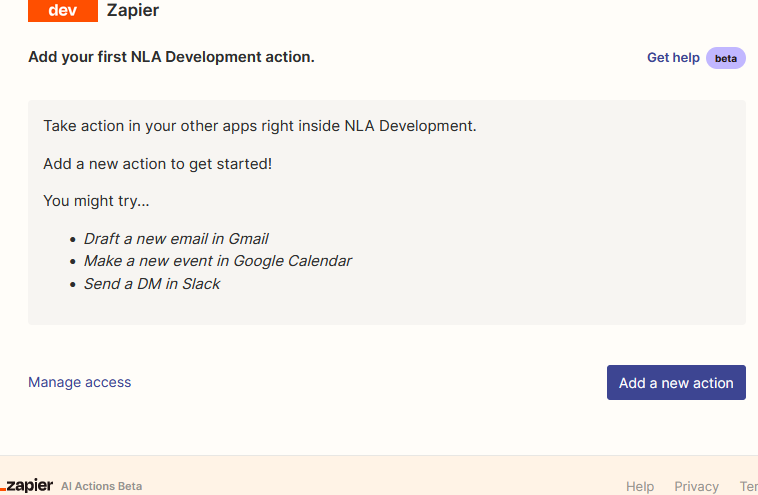 dev Zapier
Add your first NLA Development action.
Get help beta
Take action in your other apps right inside NLA Development.
Add a new action to get started!
You might try...
• Draft a new email in Gmail
• Make a new event in Google Calendar
• Send a DM in Slack
Manage access
Add a new action
zapier AI Actions Beta
Help Privacy